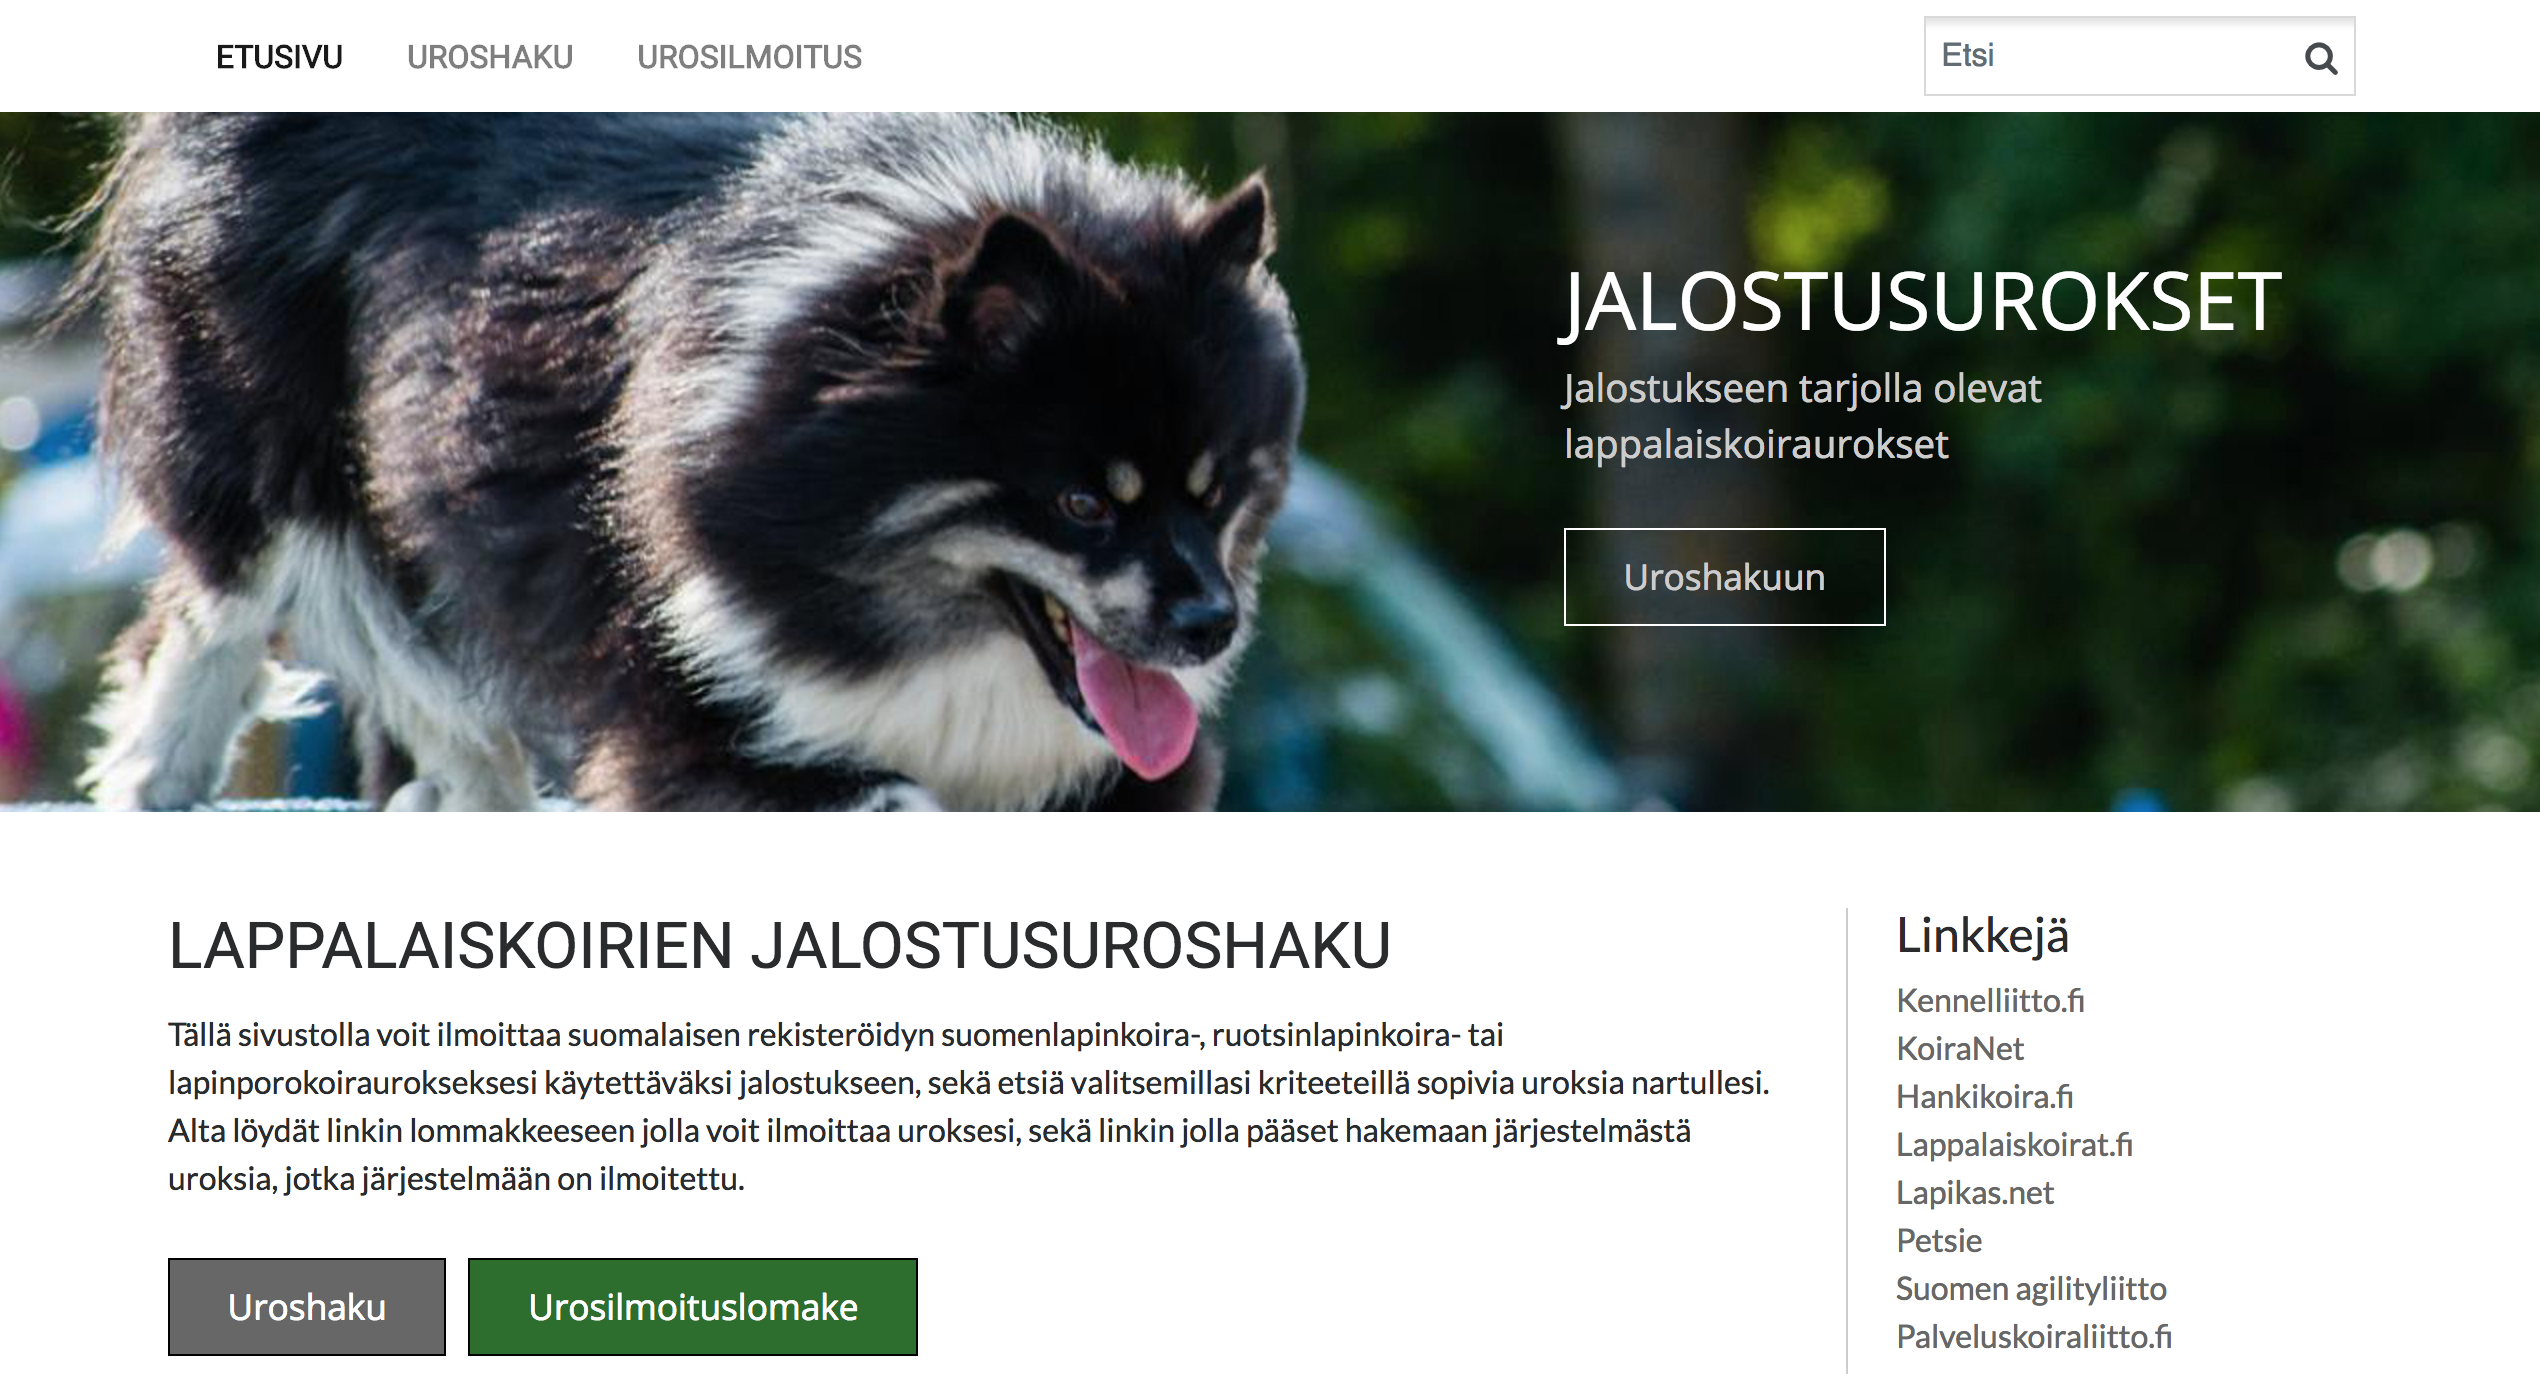 ETUSIVU UROSHAKU UROSILMOITUS Etsi
JALOSTUSUROKSET
Jalostukseen tarjolla olevat
lappalaiskoiraurokset
Uroshakuun
LAPPALAISKOIRIEN JALOSTUSUROSHAKU
Tällä sivustolla voit ilmoittaa suomalaisen rekisteröidyn suomenlapinkoira-, ruotsinlapinkoira- tai
lapinporokoiraurokseksesi käytettäväksi jalostukseen, sekä etsiä valitsemillasi kriteeteillä sopivia uroksia nartullesi.
Alta löydät linkin lommakkeeseen jolla voit ilmoittaa uroksesi, sekä linkin jolla pääset hakemaan järjestelmästä
uroksia, jotka järjestelmään on ilmoitettu.
Uroshaku Urosilmoituslomake
Linkkejä
Kennelliitto.fi
KoiraNet
Hankikoira.fi
Lappalaiskoirat.fi
Lapikas.net
Petsie
Suomen agilityliitto
Palveluskoiraliitto.fi